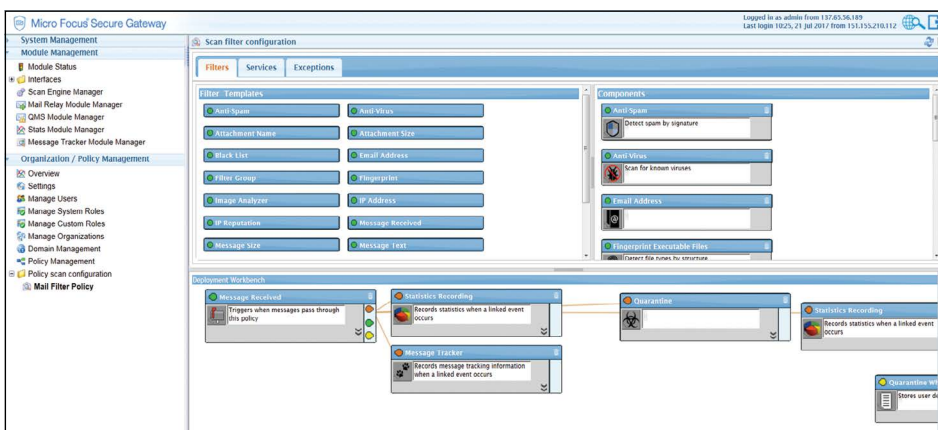 Micro Focus Secure Gateway
Logged in as admin from 137.65.56.189
Last login 10:25, 21 Jul 2017 from 151.155.210.112
System Management
Module Management
Module Status
Interfaces
Scan Engine Manager
Mail Relay Module Manager
QMS Module Manager
Stats Module Manager
Message Tracker Module Manager
Organization / Policy Management
Overview
Settings
Manage Users
Manage System Roles
Manage Custom Roles
Manage Organizations
Domain Management
Policy Management
Policy scan configuration
Mail Filter Policy
Scan filter configuration
Filters Services Exceptions
Filter Templates
Anti-Spam Anti-Virus
Attachment Name Attachment Size
Black List Email Address
Filter Group Fingerprint
Image Analyzer IP Address
IP Reputation Message Received
Message Size Message Text
Components
Anti-Spam
Detect spam by signature
Anti-Virus
Scan for known viruses
Email Address
Fingerprint Executable Files
Detect file types by structure
Deployment Workbench
Message Received
Triggers when messages pass through
this policy
Statistics Recording
Records statistics when a linked event
occurs
Message Tracker
Records message tracking information
when a linked event occurs
Quarantine
Statistics Recording
Records statistics when a linked event
occurs
Quarantine Wh
Stores user de